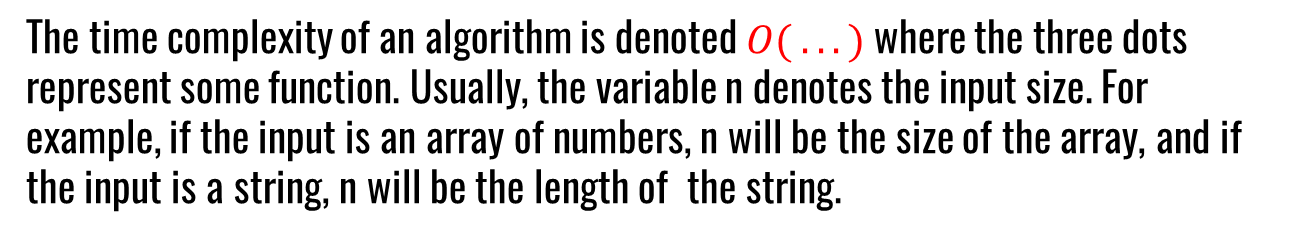 The time complexity of an algorithm is denoted O(...) where the three dots
represent some function. Usually, the variable n denotes the input size. For
example, if the input is an array of numbers, n will be the size of the array, and if
the input is a string, n will be the length of  the string.